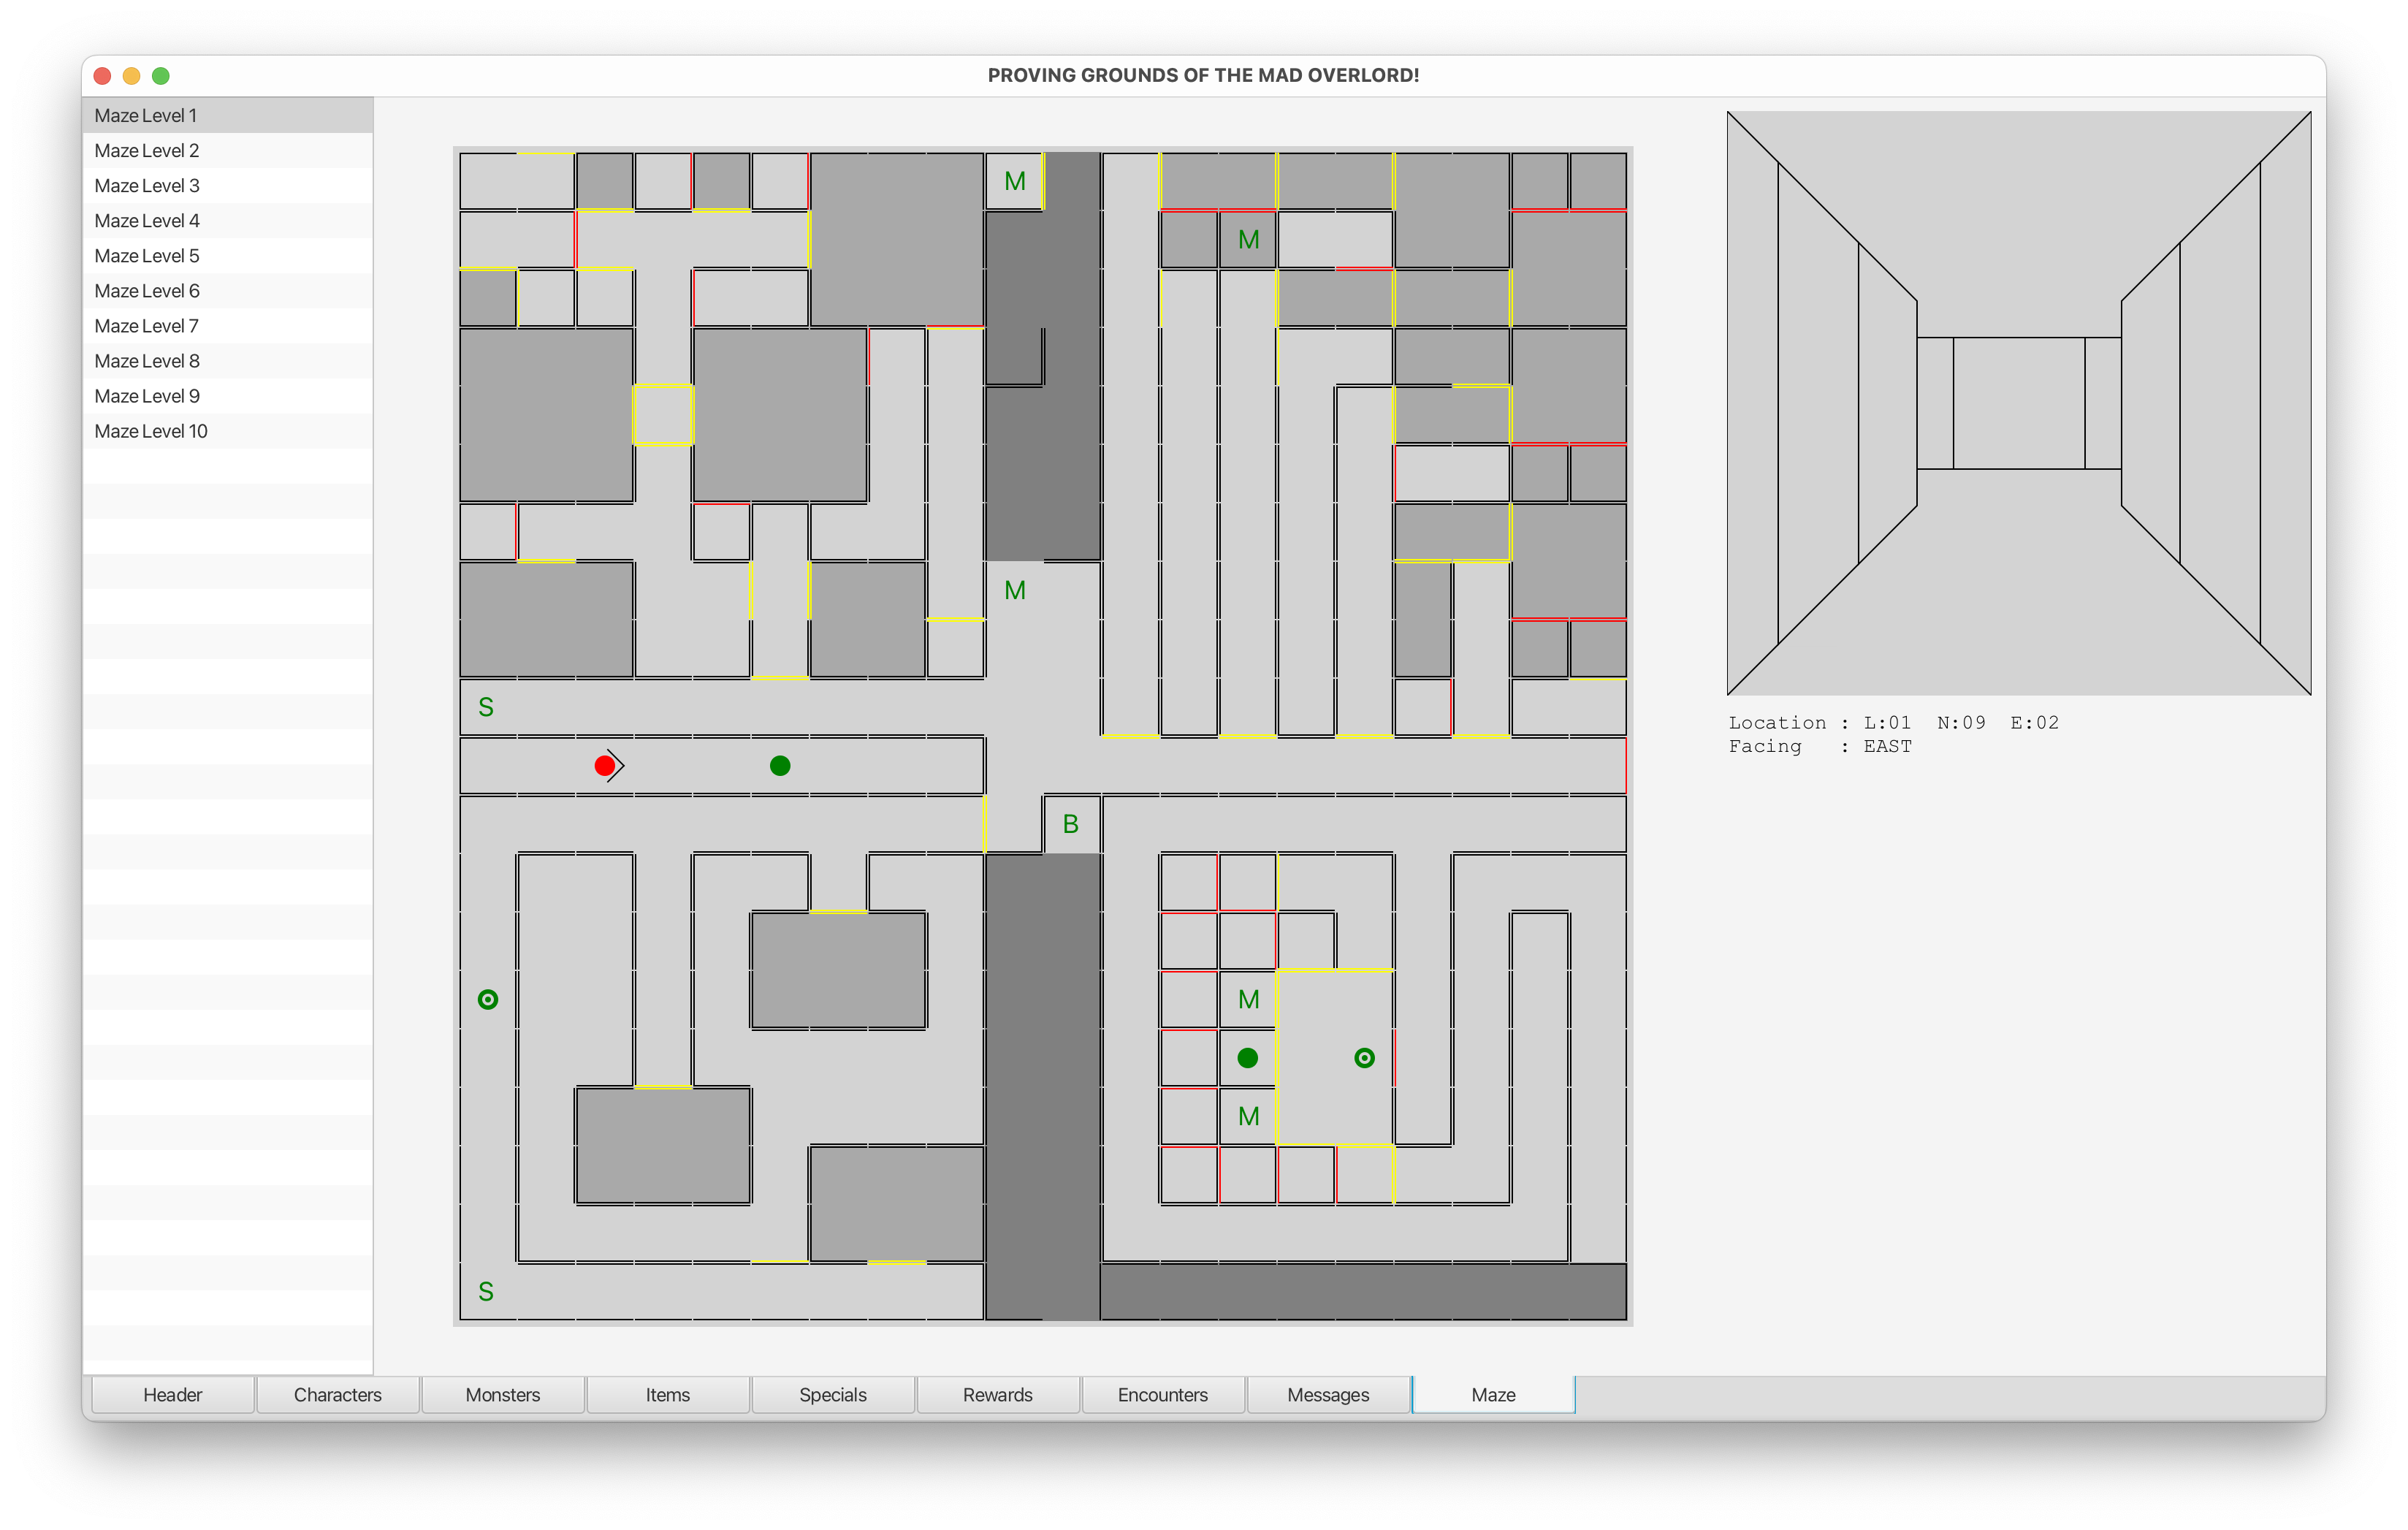 PROVING GROUNDS OF THE MAD OVERLORD!
Maze Level 1
Maze Level 2
Maze Level 3
Maze Level 4
Maze Level 5
Maze Level 6
Maze Level 7
Maze Level 8
Maze Level 9
Maze Level 10
M
M
M
S
B
M
M
S
Location : L:01 N:09 E:02
Facing : EAST
Header
Characters
Monsters
Items
Specials
Rewards
Encounters
Messages
Maze